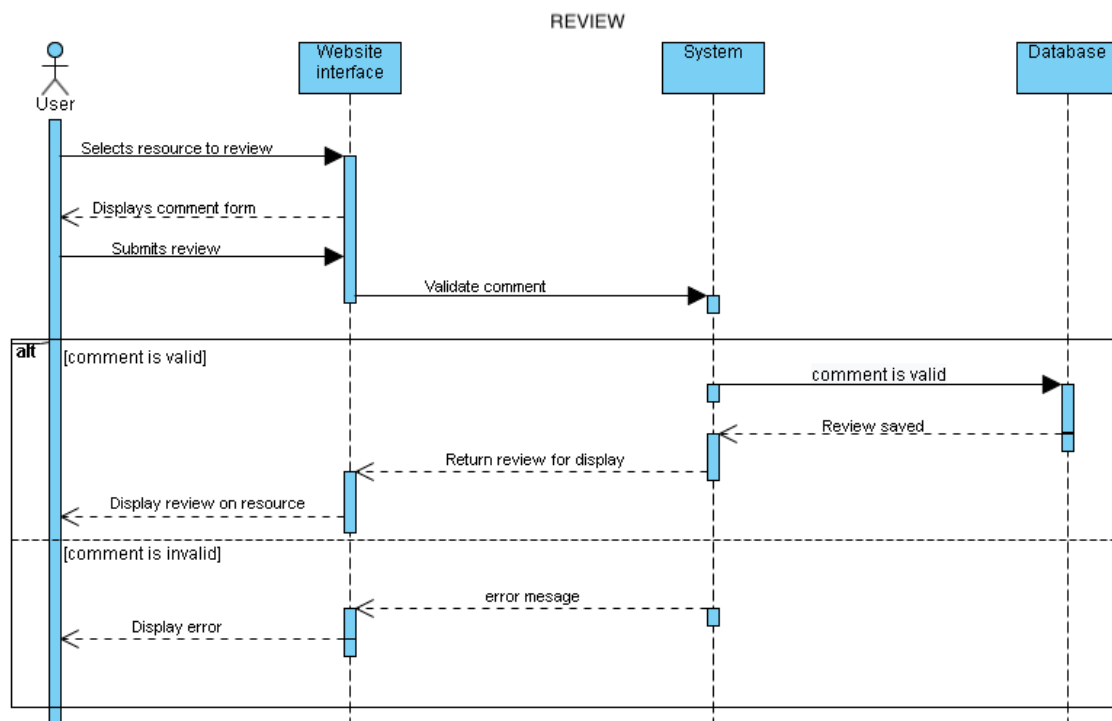 REVIEW
User
Website
interface
System
Database
Selects resource to review
Displays comment form
Submits review
Validate comment
alt
[comment is valid]
comment is valid
Review saved
Return review for display
Display review on resource
[comment is invalid]
error mesage
Display error